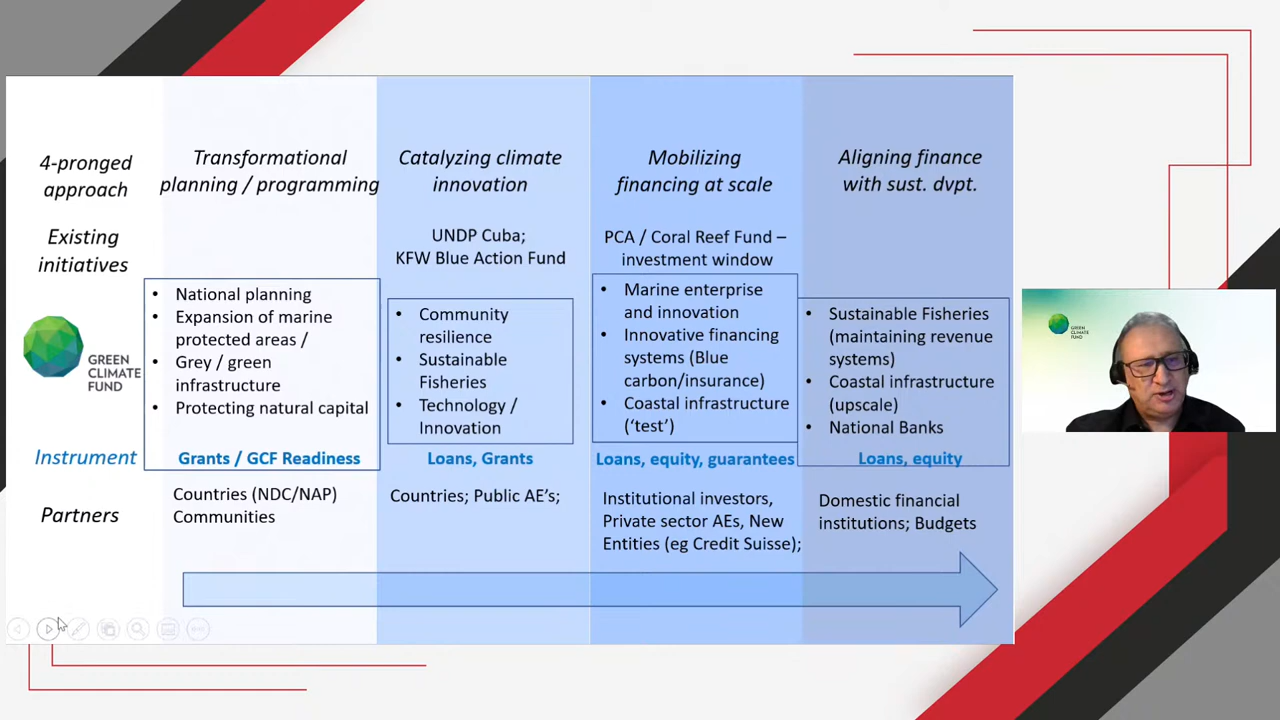 4-pronged
approach
Transformational
planning / programming
Catalyzing climate
innovation
Mobilizing
financing at scale
Aligning finance
with sust. dvpt.
Existing
initiatives
UNDP Cuba;
KFW Blue Action Fund
PCA / Coral Reef Fund –
investment window
GREEN
CLIMATE
FUND
• National planning
• Expansion of marine
protected areas /
• Grey / green
infrastructure
• Protecting natural capital
• Community
resilience
• Sustainable
Fisheries
• Technology /
Innovation
• Marine enterprise
and innovation
• Innovative financing
systems (Blue
carbon/insurance)
• Coastal infrastructure
(‘test’)
• Sustainable Fisheries
(maintaining revenue
systems)
• Coastal infrastructure
(upscale)
• National Banks
Instrument
Grants / GCF Readiness
Loans, Grants
Loans, equity, guarantees
Loans, equity
Partners
Countries (NDC/NAP)
Communities
Countries; Public AE’s;
Institutional investors,
Private sector AEs, New
Entities (eg Credit Suisse);
Domestic financial
institutions; Budgets
GREEN
CLIMATE
FUND